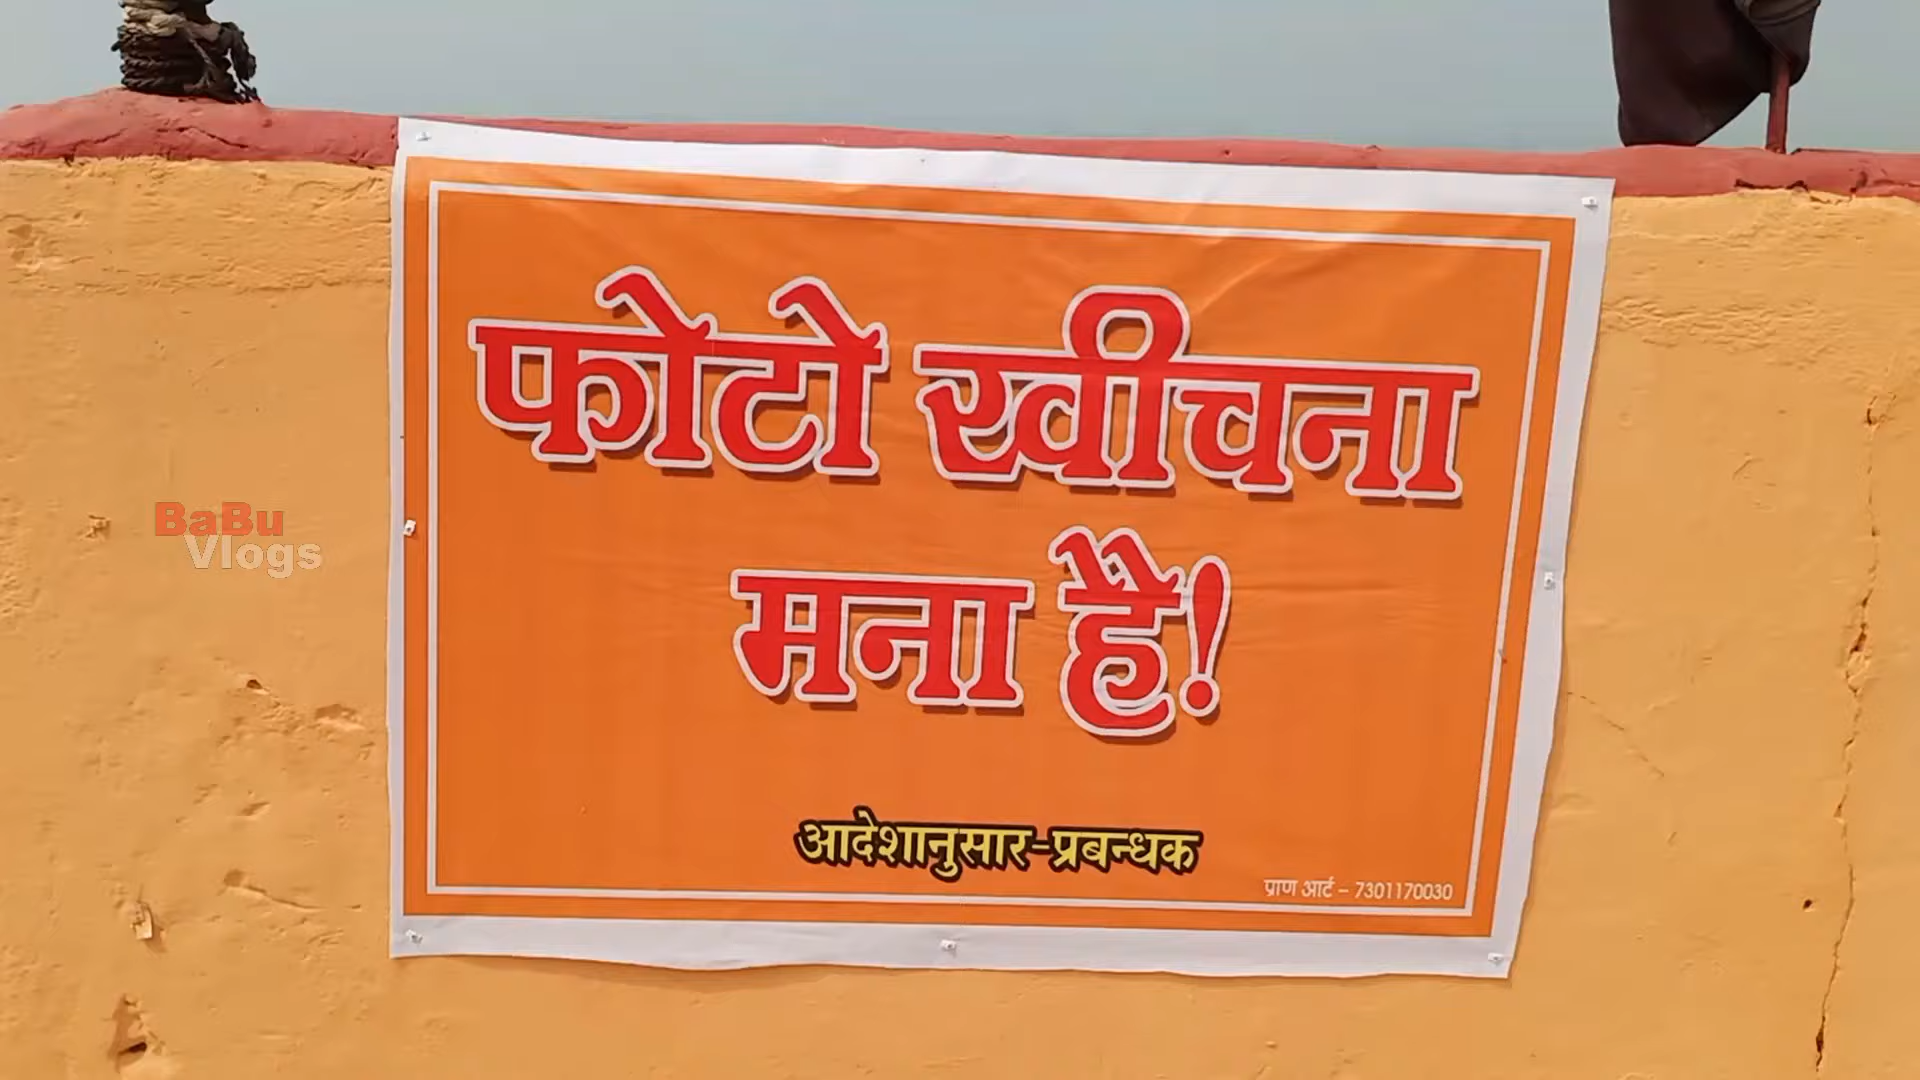 फोटो खीचना
मना है!
आदेशानुसार-प्रबन्धक
प्राण आर्ट – 7301170030
BaBu
Vlogs